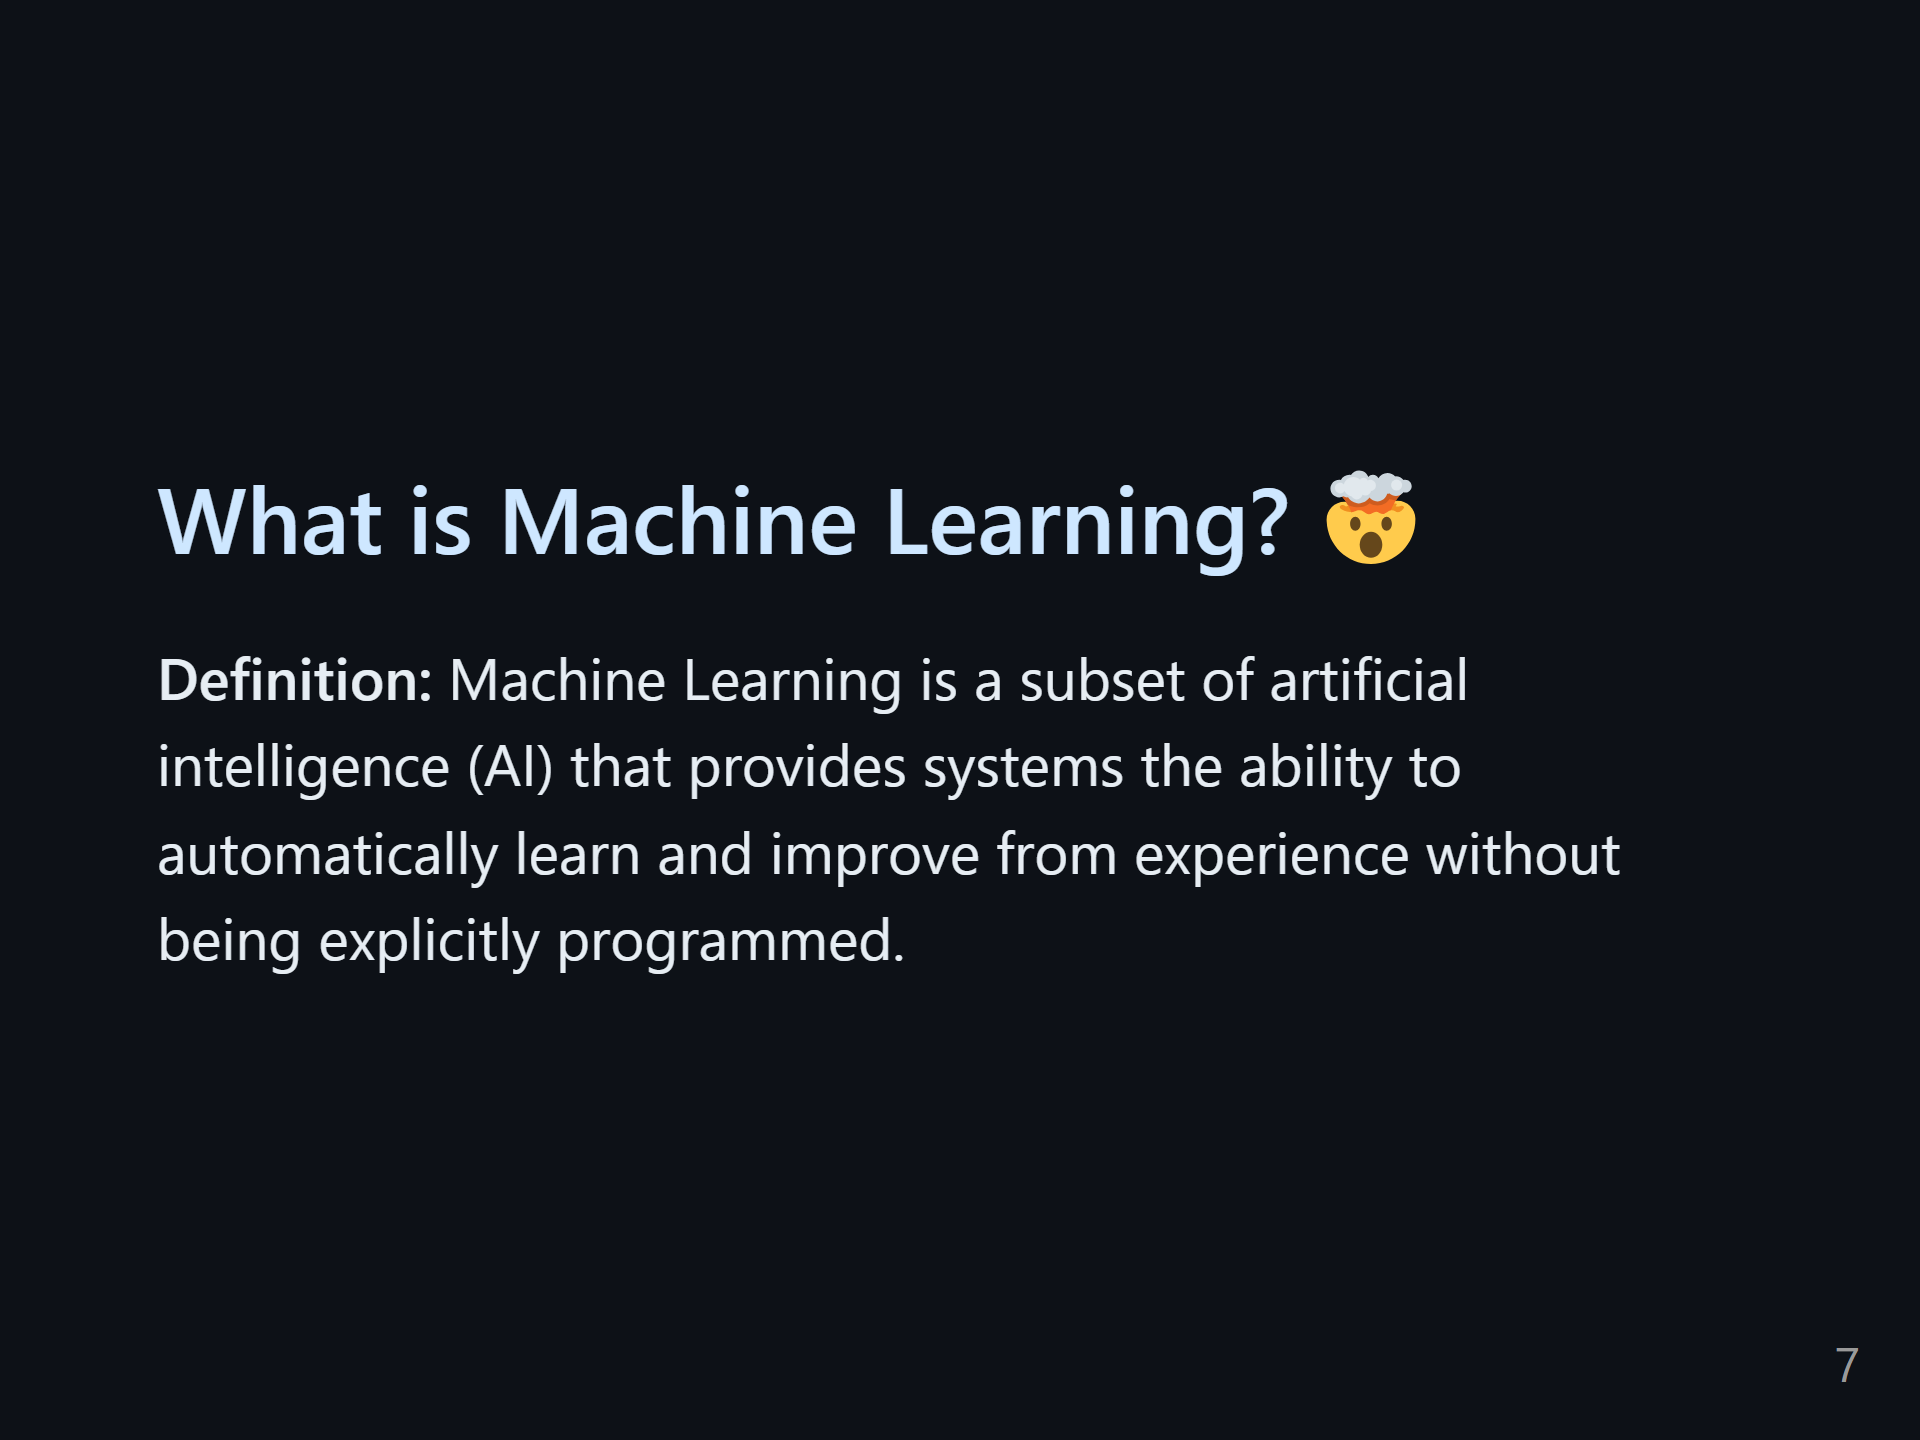 What is Machine Learning? 🤯
Definition: Machine Learning is a subset of artificial
intelligence (AI) that provides systems the ability to
automatically learn and improve from experience without
being explicitly programmed.
7